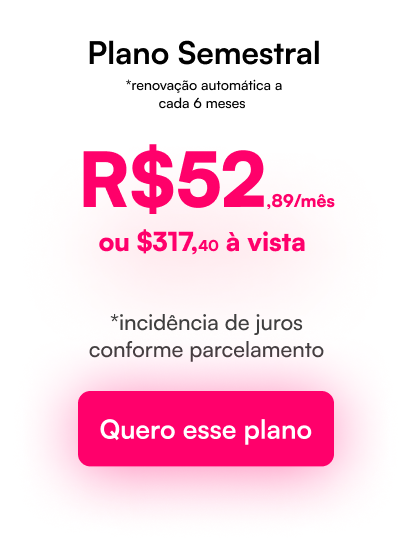 Plano Semestral
*renovação automática a
cada 6 meses
R$52,89/mês
ou $317,40 à vista
*incidência de juros
conforme parcelamento
Quero esse plano